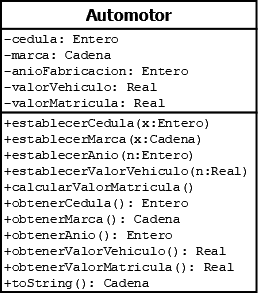 Automotor
-cedula: Entero
-marca: Cadena
-anioFabricacion: Entero
-valorVehiculo: Real
-valorMatricula: Real
+establecerCedula(x:Entero)
+establecerMarca(x:Cadena)
+establecerAnio(n:Entero)
+establecerValorVehiculo(n:Real)
+calcularValorMatricula()
+obtenerCedula(): Entero
+obtenerMarca(): Cadena
+obtenerAnio(): Entero
+obtenerValorVehiculo(): Real
+obtenerValorMatricula(): Real
+toString(): Cadena